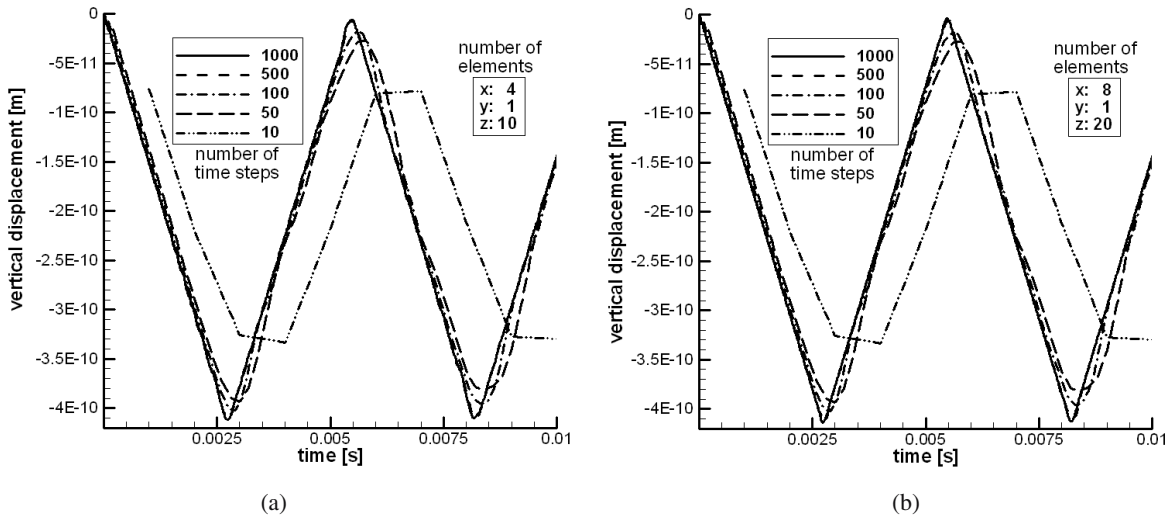 0
-5E-11
-1E-10
-1.5E-10
-2E-10
-2.5E-10
-3E-10
-3.5E-10
-4E-10
vertical displacement [m]
1000
500
100
50
10
number of
time steps
number of
elements
x: 4
y: 1
z: 10
0.0025
0.005
0.0075
0.01
time [s]
(a)
0
-5E-11
-1E-10
-1.5E-10
-2E-10
-2.5E-10
-3E-10
-3.5E-10
-4E-10
vertical displacement [m]
1000
500
100
50
10
number of
time steps
number of
elements
x: 8
y: 1
z: 20
0.0025
0.005
0.0075
0.01
time [s]
(b)